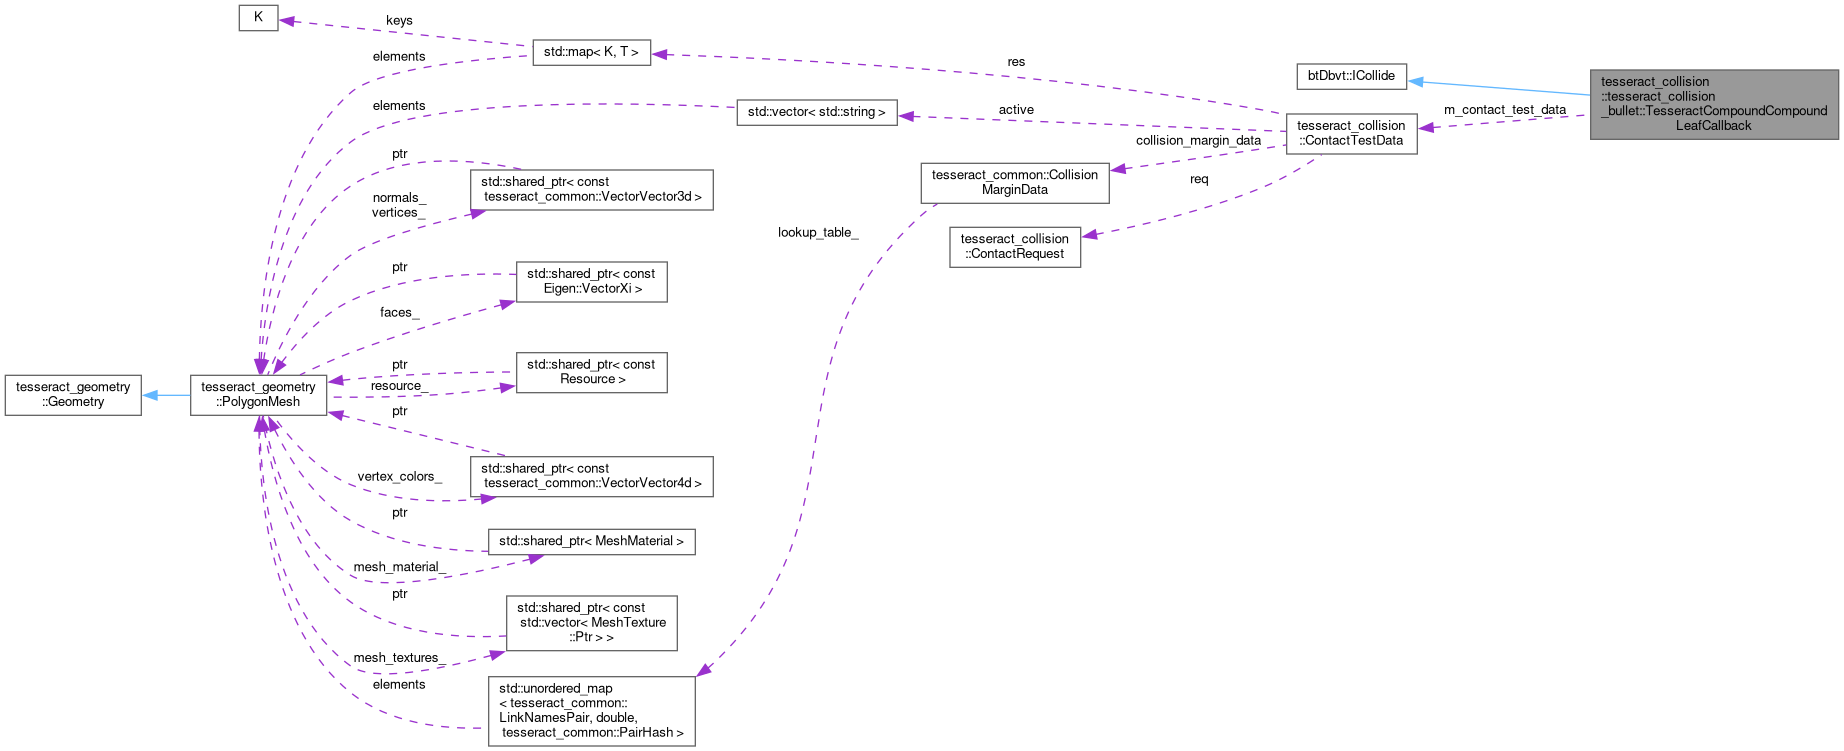 K
keys
std::map< K, T >
elements
res
btDbvt::ICollide
tesseract_collision
::tesseract_collision
_bullet::TesseractCompoundCompound
LeafCallback
m_contact_test_data
std::vector< std::string >
elements
active
tesseract_collision
::ContactTestData
collision_margin_data
ptr
std::shared_ptr< const
tesseract_common::VectorVector3d >
tesseract_common::Collision
MarginData
req
normals_
vertices_
lookup_table_
tesseract_collision
::ContactRequest
ptr
std::shared_ptr< const
Eigen::VectorXi >
faces_
ptr
std::shared_ptr< const
Resource >
resource_
tesseract_geometry
::Geometry
tesseract_geometry
::PolygonMesh
ptr
std::shared_ptr< const
tesseract_common::VectorVector4d >
vertex_colors_
ptr
std::shared_ptr< MeshMaterial >
mesh_material_
ptr
std::shared_ptr< const
std::vector< MeshTexture
::Ptr > >
mesh_textures_
elements
std::unordered_map
< tesseract_common::
LinkNamesPair, double,
tesseract_common::PairHash >